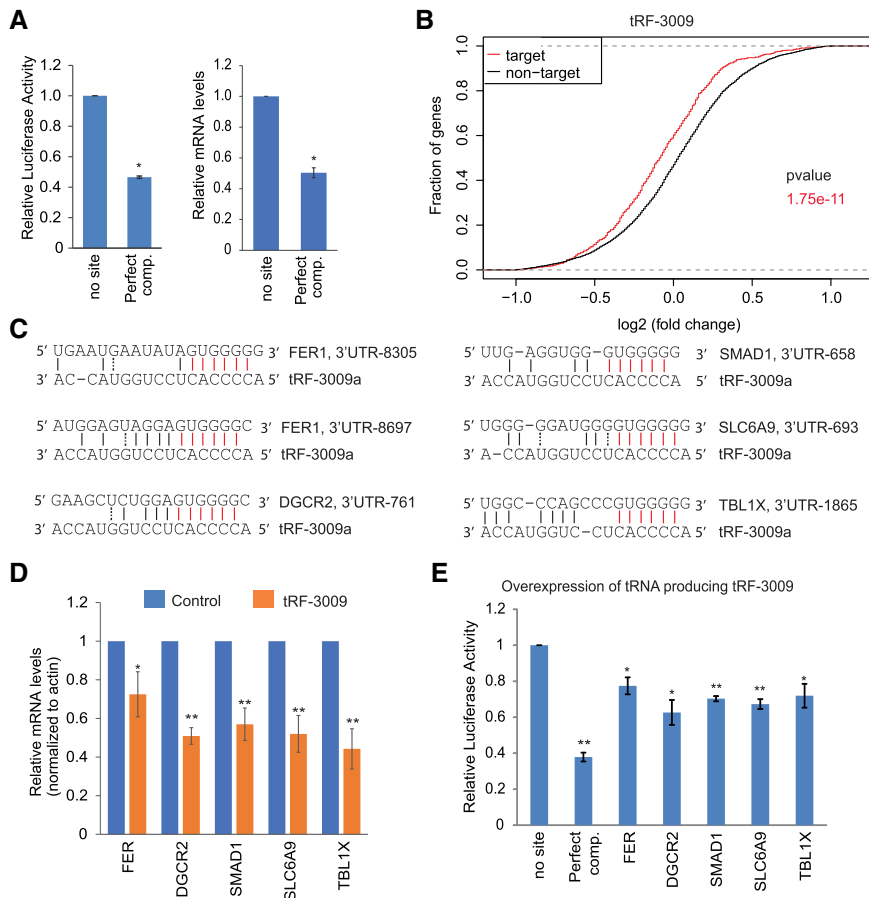 A
Relative Luciferase Activity
1.2
1
0.8
0.6
0.4
0.2
0
*
no site
Perfect
comp.
Relative mRNA levels
1.2
1
0.8
0.6
0.4
0.2
0
*
no site
Perfect
comp.
B
tRF-3009
target
non−target
Fraction of genes
1.0
0.8
0.6
0.4
0.2
0.0
pvalue
1.75e-11
−1.0
−0.5
0.0
0.5
1.0
log2 (fold change)
C
5′ UGAAUGAAUAUAGUGGGGG 3′ FER1, 3'UTR-8305
3′ AC-CAUGGUCCUCACCCCA 5′ tRF-3009a
5′ AUGGAGUAGGAGUGGGGC 3′ FER1, 3'UTR-8697
3′ ACCAUGGUCCUCACCCCA 5′ tRF-3009a
5′ GAAGCUCUGGAGUGGGGC 3′ DGCR2, 3'UTR-761
3′ ACCAUGGUCCUCACCCCA 5′ tRF-3009a
5′ UUG-AGGUGG-GUGGGGG 3′ SMAD1, 3'UTR-658
3′ ACCAUGGUCCUCACCCCA 5′ tRF-3009a
5′ UGGG-GGAUGGGGUGGGGG 3′ SLC6A9, 3'UTR-693
3′ A-CCAUGGUCCUCACCCCA 5′ tRF-3009a
5′ UGGC-CCAGCCCGUGGGGG 3′ TBL1X, 3'UTR-1865
3′ ACCAUGGUC-CUCACCCCA 5′ tRF-3009a
D
Control
tRF-3009
Relative mRNA levels
(normalized to actin)
1.2
1
0.8
0.6
0.4
0.2
0
*
**
**
**
**
FER
DGCR2
SMAD1
SLC6A9
TBL1X
E
Overexpression of tRNA producing tRF-3009
Relative Luciferase Activity
1.2
1
0.8
0.6
0.4
0.2
0
**
*
*
**
**
*
no site
Perfect
comp.
FER
DGCR2
SMAD1
SLC6A9
TBL1X